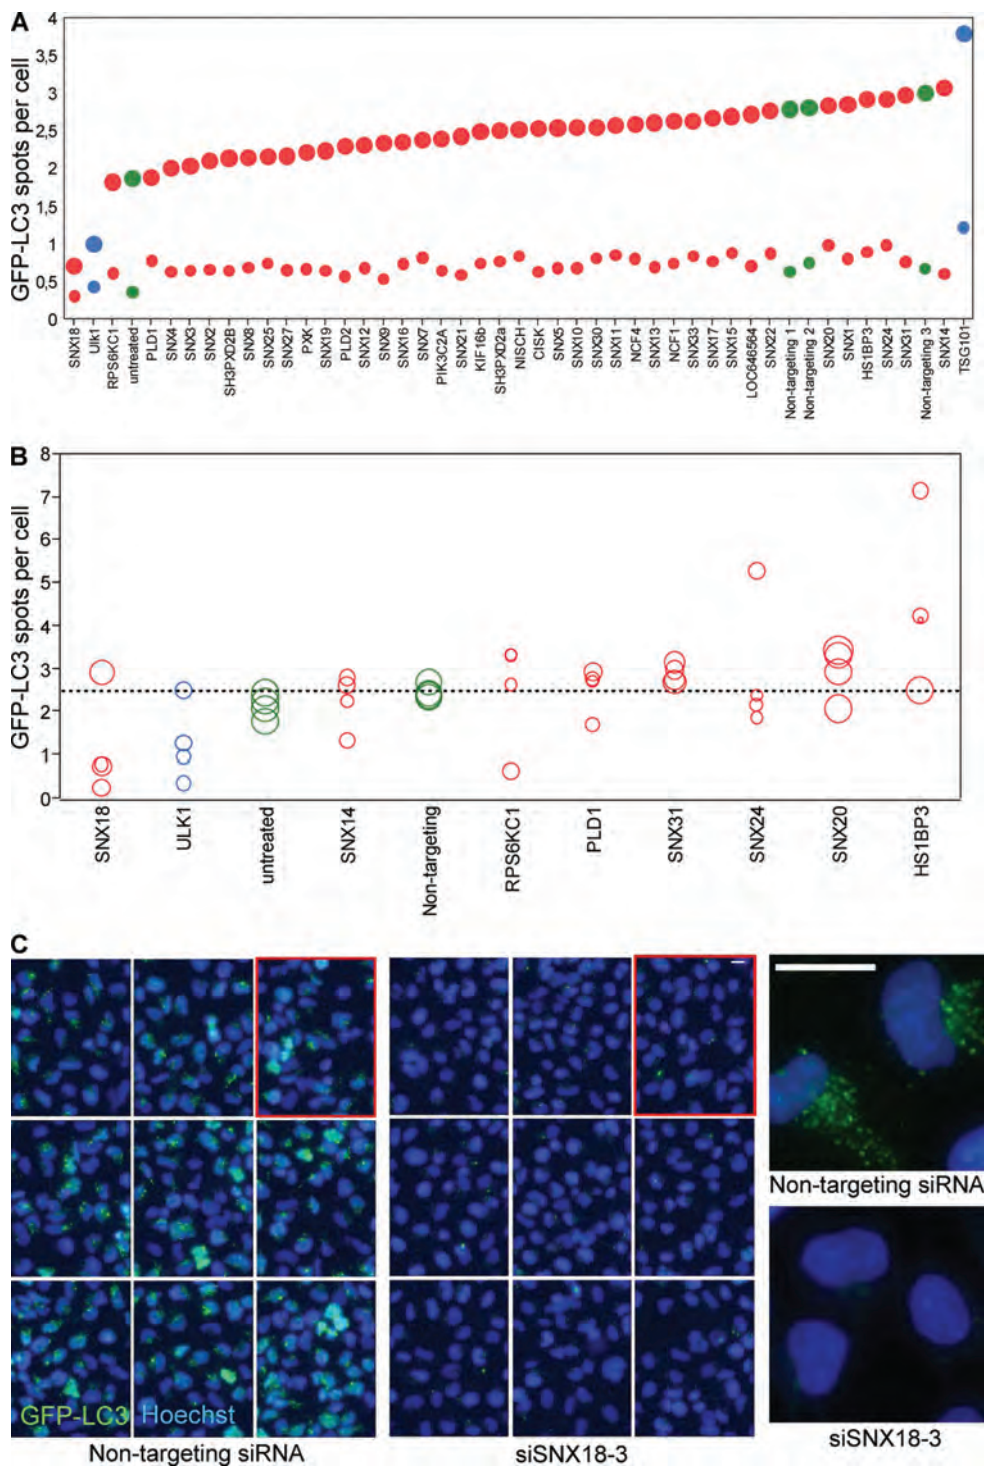 A
GFP-LC3 spots per cell
4
3,5
3
2,5
2
1,5
1
0,5
0
SNX18
Ulk1
RPS6KC1
untreated
PLD1
SNX4
SNX3
SNX2
SH3PXD2B
SNX8
SNX25
SNX27
PXK
SNX19
PLD2
SNX12
SNX9
SNX16
SNX7
PIK3C2A
SNX21
KIF16b
SH3PXD2a
NISCH
CISK
SNX5
SNX10
SNX30
SNX11
NCF4
SNX13
NCF1
SNX33
SNX17
SNX15
LOC646564
SNX22
Non-targeting 1
Non-targeting 2
SNX20
SNX1
HS1BP3
SNX24
SNX31
Non-targeting 3
SNX14
TSG101
B
GFP-LC3 spots per cell
8
7
6
5
4
3
2
1
0
SNX18
ULK1
untreated
SNX14
Non-targeting
RPS6KC1
PLD1
SNX31
SNX24
SNX20
HS1BP3
C
Non-targeting siRNA
GFP-LC3 Hoechst
Non-targeting siRNA
siSNX18-3
siSNX18-3